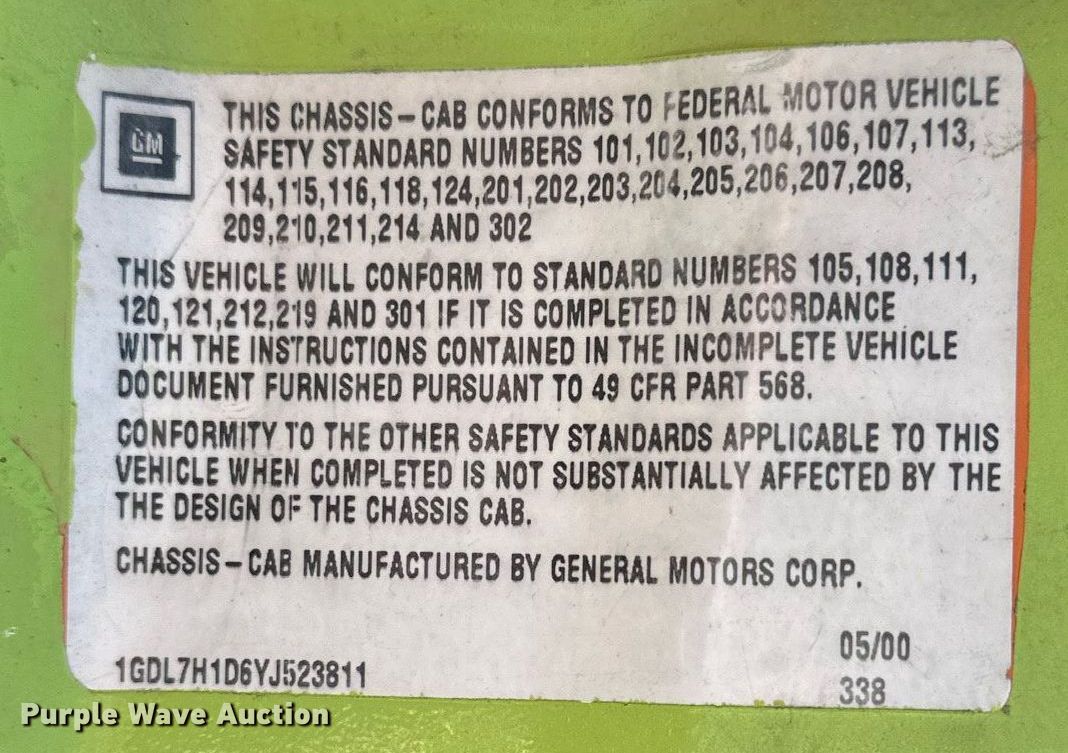 GM
THIS CHASSIS-CAB CONFORMS TO FEDERAL MOTOR VEHICLE
SAFETY STANDARD NUMBERS 101,102,103,104,106,107,113,
114,115,116,118,124,201,202,203,204,205,206,207,208,
209,210,211,214 AND 302
THIS VEHICLE WILL CONFORM TO STANDARD NUMBERS 105,108,111,
120,121,212,219 AND 301 IF IT IS COMPLETED IN ACCORDANCE
WITH THE INSTRUCTIONS CONTAINED IN THE INCOMPLETE VEHICLE
DOCUMENT FURNISHED PURSUANT TO 49 CFR PART 568.
CONFORMITY TO THE OTHER SAFETY STANDARDS APPLICABLE TO THIS
VEHICLE WHEN COMPLETED IS NOT SUBSTANTIALLY AFFECTED BY THE
THE DESIGN OF THE CHASSIS CAB.
CHASSIS-CAB MANUFACTURED BY GENERAL MOTORS CORP.
05/00
1GDL7H1D6YJ523811
338
Purple Wave Auction